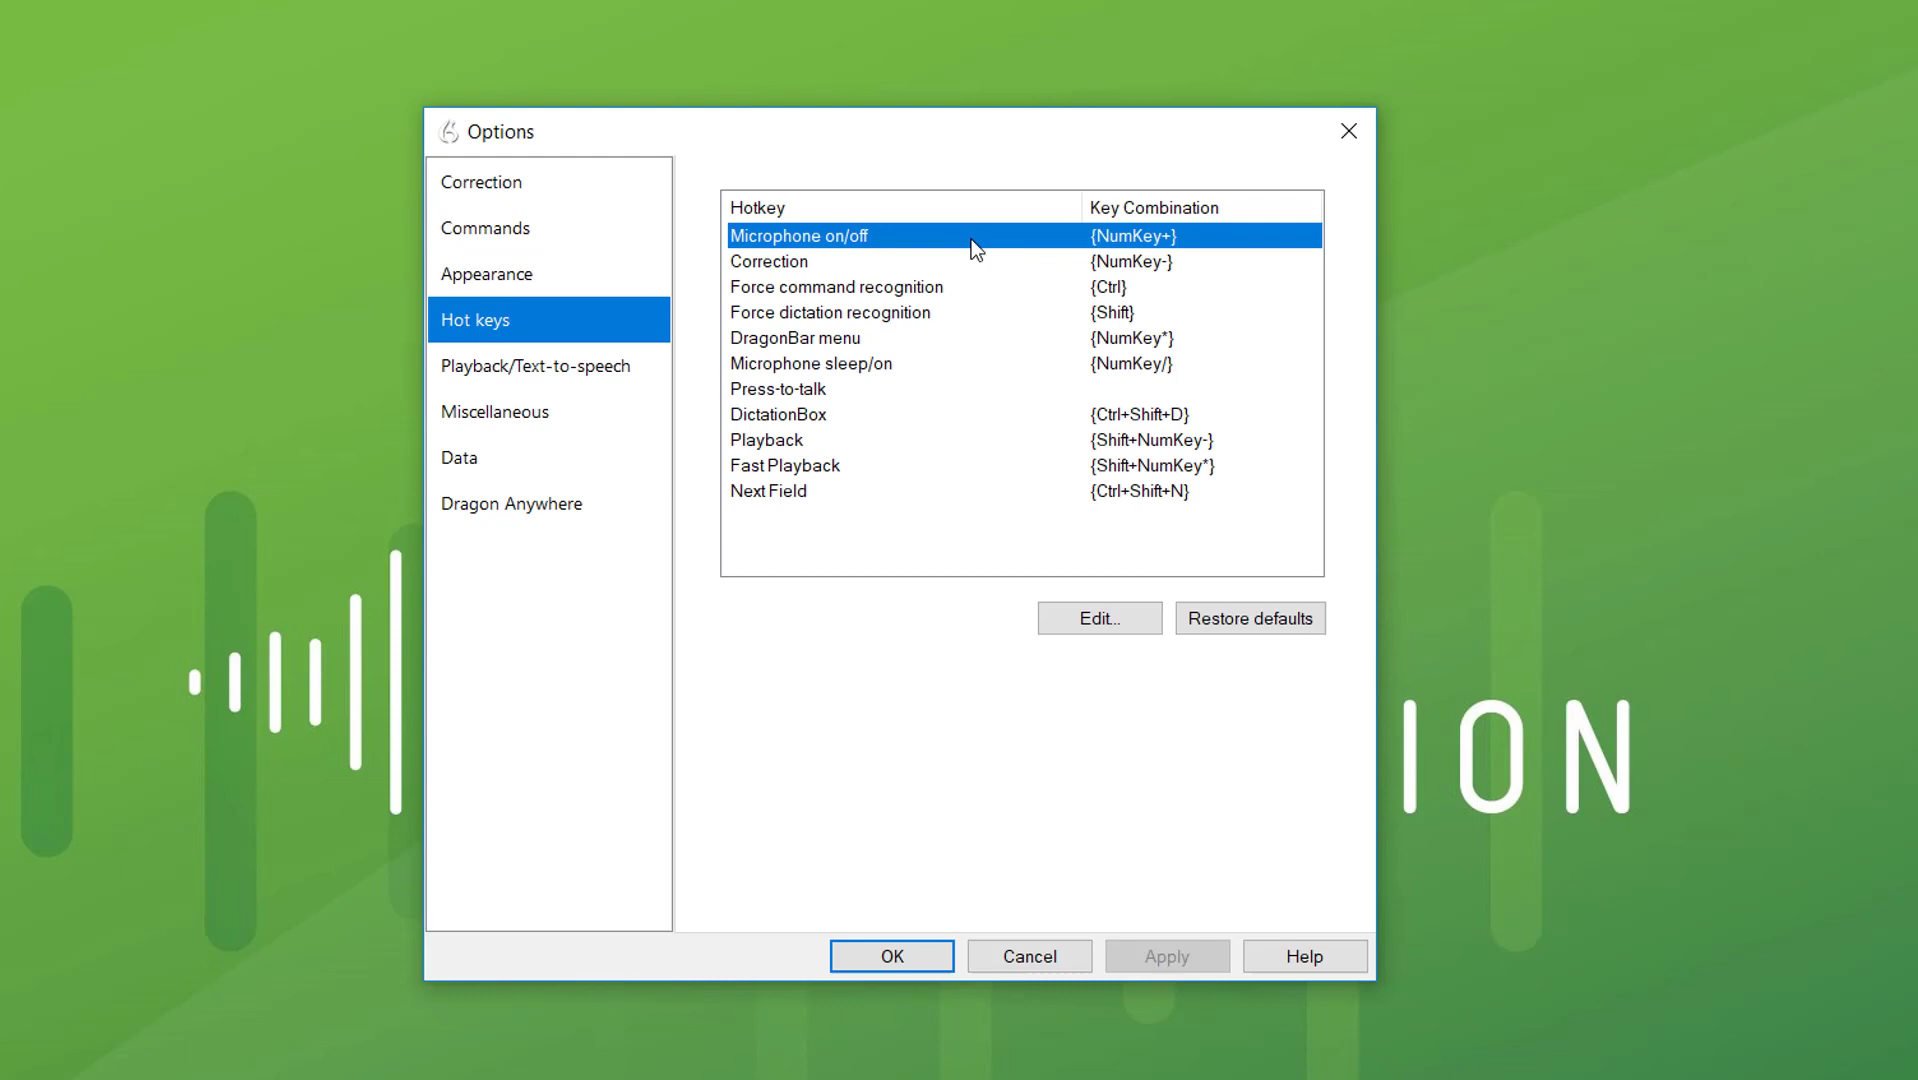 Options
Correction
Commands
Appearance
Hot keys
Playback/Text-to-speech
Miscellaneous
Data
Dragon Anywhere
Hotkey Key Combination
Microphone on/off {NumKey+}
Correction {NumKey-}
Force command recognition {Ctrl}
Force dictation recognition {Shift}
DragonBar menu {NumKey*}
Microphone sleep/on {NumKey/}
Press-to-talk
DictationBox {Ctrl+Shift+D}
Playback {Shift+NumKey-}
Fast Playback {Shift+NumKey*}
Next Field {Ctrl+Shift+N}
Edit... Restore defaults
ION
OK Cancel Apply Help